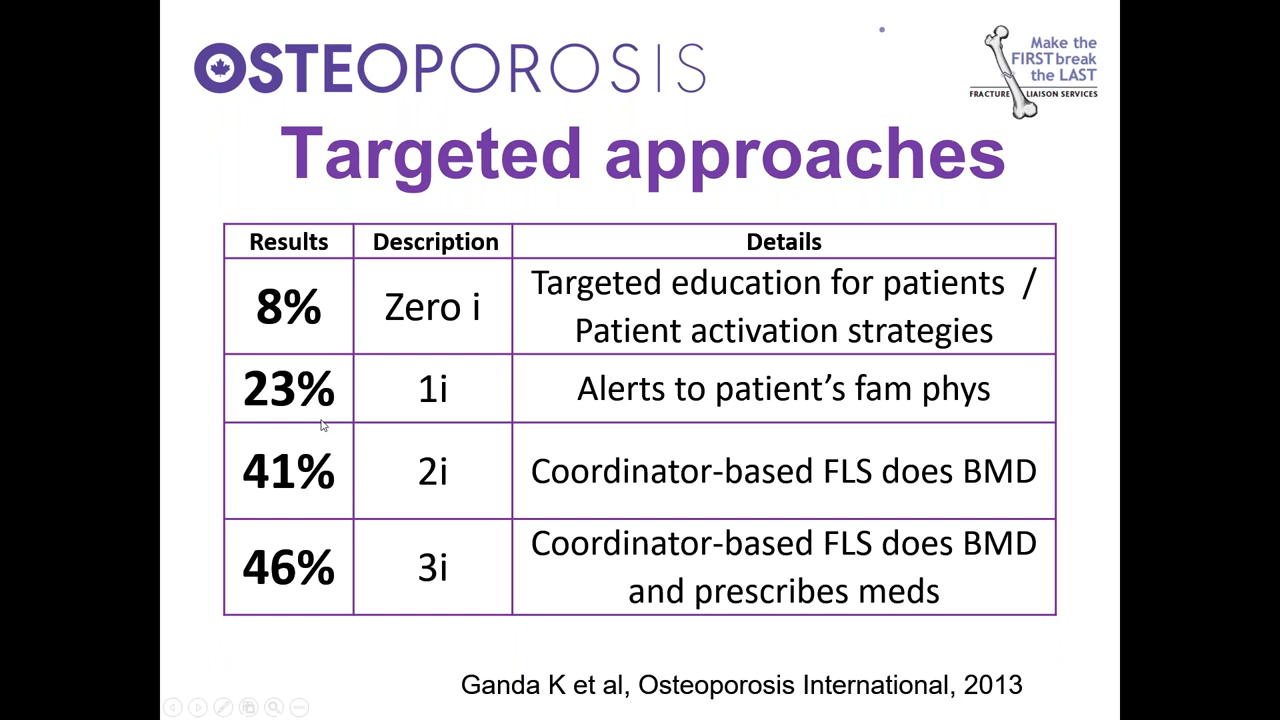 OSTEOPOROSIS
Make the
FIRST break
the LAST
FRACTURE LIAISON SERVICES
Targeted approaches
Results Description Details
8% Zero i Targeted education for patients /
Patient activation strategies
23% 1i Alerts to patient’s fam phys
41% 2i Coordinator-based FLS does BMD
46% 3i Coordinator-based FLS does BMD
and prescribes meds
Ganda K et al, Osteoporosis International, 2013